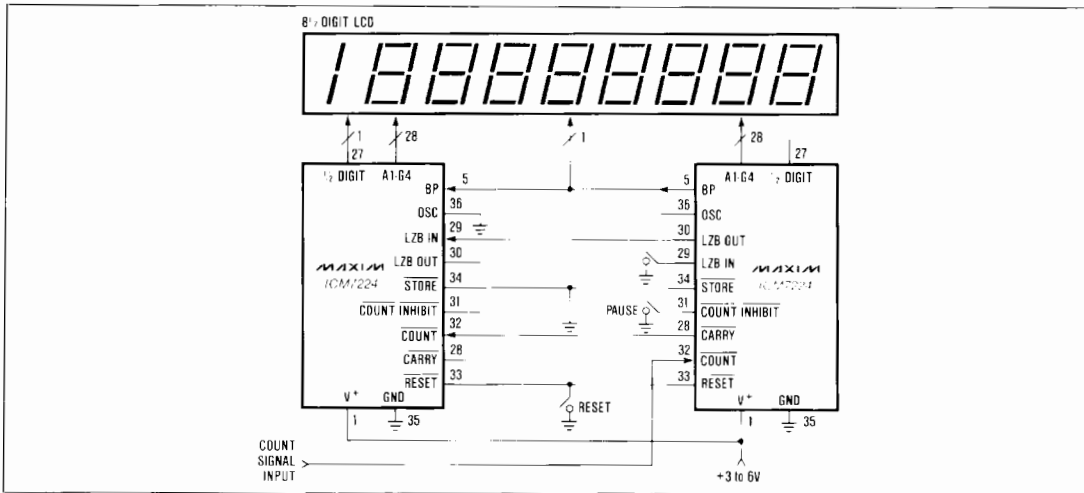 8½ DIGIT LCD
1
28
1
28
27
27
½ DIGIT
A1-G4
A1-G4
½ DIGIT
BP
5
5
BP
OSC
36
36
OSC
LZB IN
29
30
LZB OUT
LZB OUT
30
29
LZB IN
MAXIM
ICM7224
MAXIM
ICM7224
STORE
34
34
STORE
COUNT INHIBIT
31
PAUSE
31
COUNT INHIBIT
COUNT
32
28
CARRY
CARRY
28
32
COUNT
RESET
33
33
RESET
RESET
V+
GND
V+
GND
1
35
1
35
COUNT
SIGNAL
INPUT
+3 to 6V